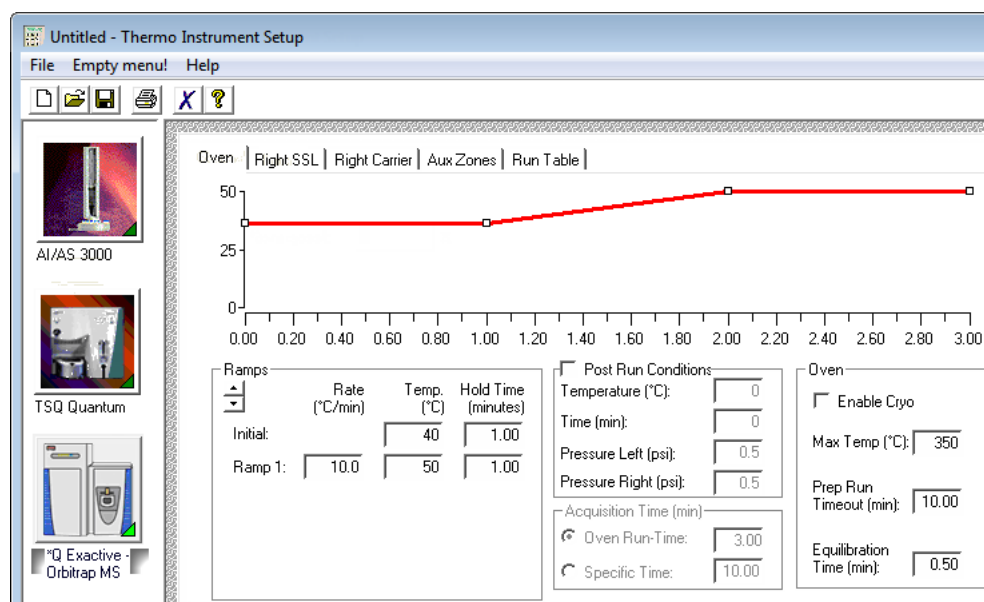 Untitled - Thermo Instrument Setup
File Empty menu! Help
AI/AS 3000
TSQ Quantum
*Q Exactive -
Orbitrap MS
Oven Right SSL Right Carrier Aux Zones Run Table
50
25
0
0.00 0.20 0.40 0.60 0.80 1.00 1.20 1.40 1.60 1.80 2.00 2.20 2.40 2.60 2.80 3.00
Ramps
Rate (°C/min) Temp. (°C) Hold Time (minutes)
Initial: 40 1.00
Ramp 1: 10.0 50 1.00
Post Run Conditions
Temperature (°C): 0
Time (min): 0
Pressure Left (psi): 0.5
Pressure Right (psi): 0.5
Acquisition Time (min)
Oven Run-Time: 3.00
Specific Time: 10.00
Oven
Enable Cryo
Max Temp (°C): 350
Prep Run
Timeout (min): 10.00
Equilibration
Time (min): 0.50